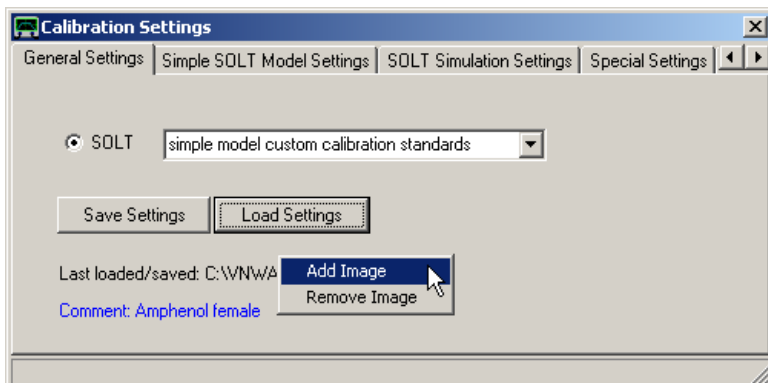 Calibration Settings
General Settings Simple SOLT Model Settings SOLT Simulation Settings Special Settings
SOLT simple model custom calibration standards
Save Settings Load Settings
Last loaded/saved: C:\VNWA
Add Image
Remove Image
Comment: Amphenol female